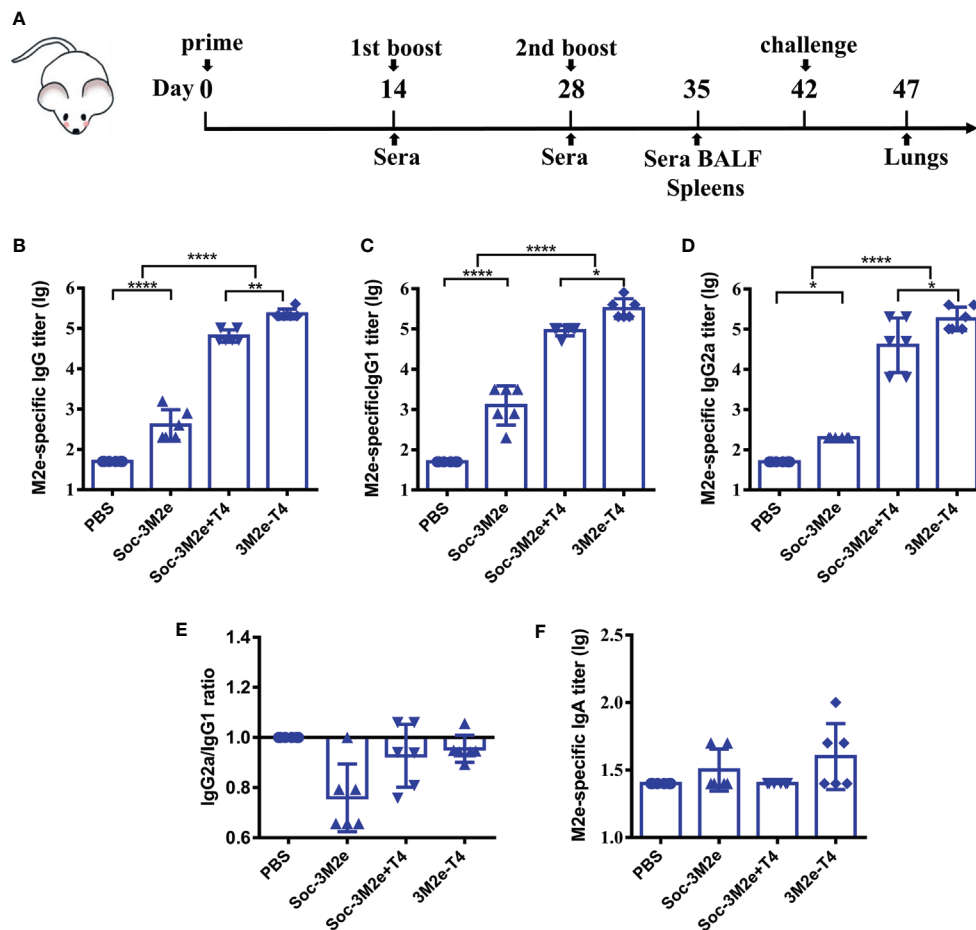 A
prime 1st boost 2nd boost challenge
Day 0 14 28 35 42 47
Sera Sera Sera BALF Lungs
Spleens
B
M2e-specific IgG titer (lg)
6
5
4
3
2
1
****
****
**
PBS
Soc-3M2e
Soc-3M2e+T4
3M2e-T4
C
M2e-specificIgG1 titer (lg)
6
5
4
3
2
1
****
****
*
PBS
Soc-3M2e
Soc-3M2e+T4
3M2e-T4
D
M2e-specific IgG2a titer (lg)
6
5
4
3
2
1
****
*
*
PBS
Soc-3M2e
Soc-3M2e+T4
3M2e-T4
E
IgG2a/IgG1 ratio
1.4
1.2
1.0
0.8
0.6
PBS
Soc-3M2e
Soc-3M2e+T4
3M2e-T4
F
M2e-specific IgA titer (lg)
2.5
2.0
1.5
1.0
PBS
Soc-3M2e
Soc-3M2e+T4
3M2e-T4